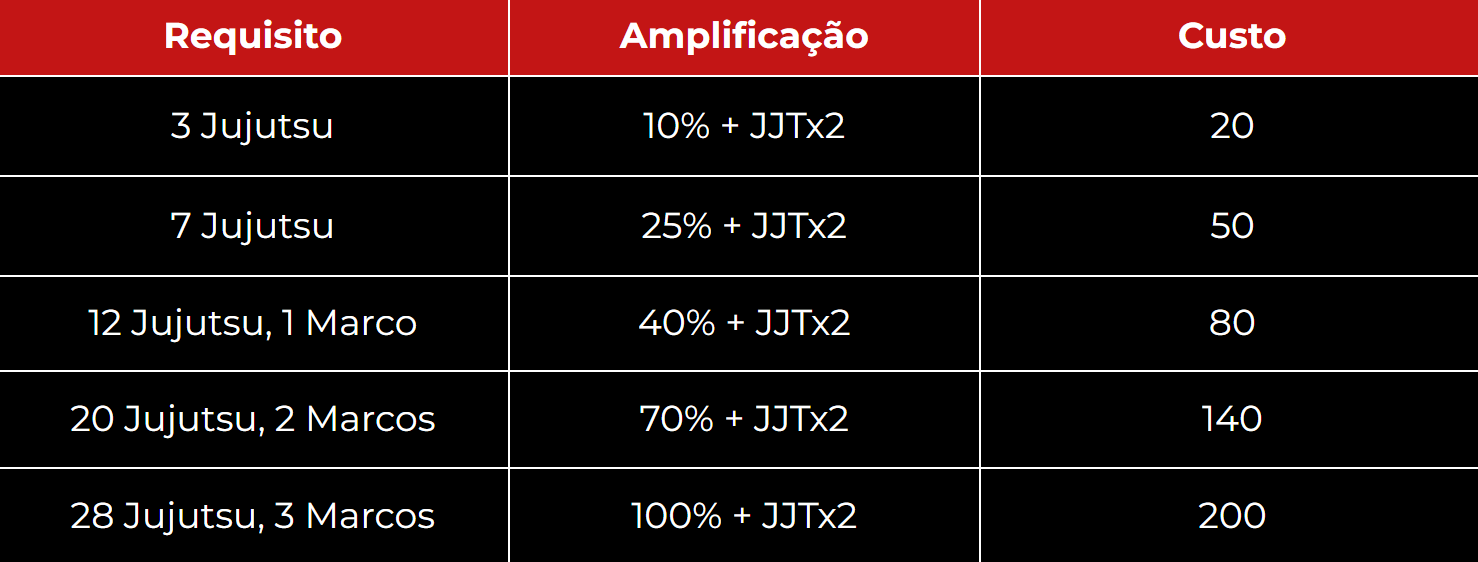 Requisito Amplificação Custo
3 Jujutsu 10% + JJTx2 20
7 Jujutsu 25% + JJTx2 50
12 Jujutsu, 1 Marco 40% + JJTx2 80
20 Jujutsu, 2 Marcos 70% + JJTx2 140
28 Jujutsu, 3 Marcos 100% + JJTx2 200